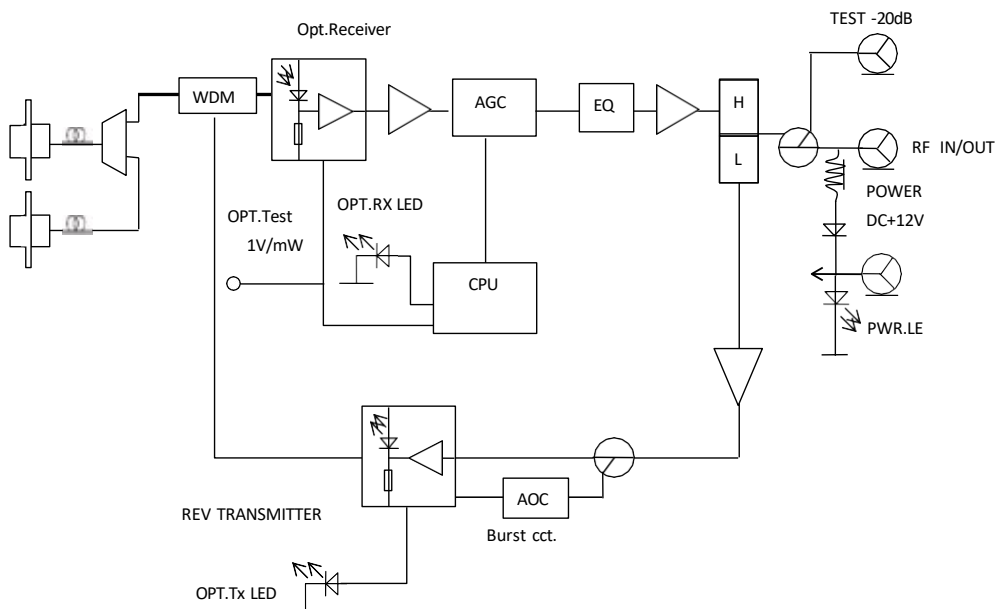 TEST -20dB
Opt.Receiver
WDM
AGC
EQ
H
L
RF IN/OUT
POWER
DC+12V
OPT.Test
1V/mW
OPT.RX LED
CPU
PWR.LE
REV TRANSMITTER
AOC
Burst cct.
OPT.Tx LED